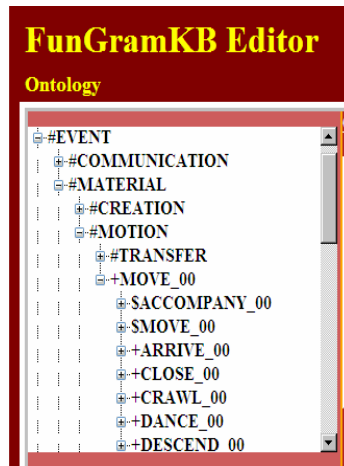 FunGramKB Editor
Ontology
#EVENT
#COMMUNICATION
#MATERIAL
#CREATION
#MOTION
#TRANSFER
+MOVE_00
$ACCOMPANY_00
$MOVE_00
+ARRIVE_00
+CLOSE_00
+CRAWL_00
+DANCE_00
+DESCEND_00